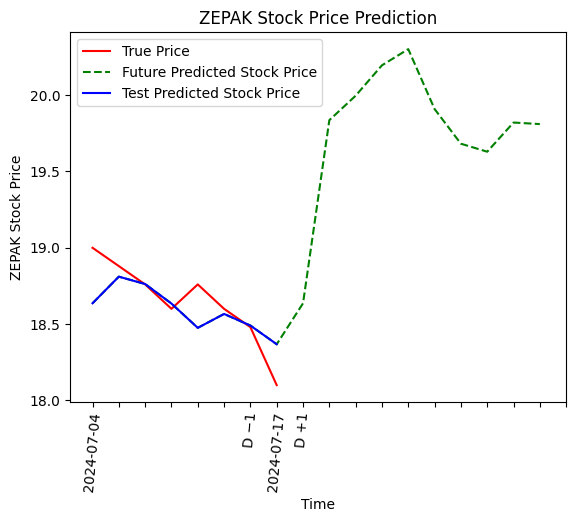 ZEPAK Stock Price Prediction
True Price
Future Predicted Stock Price
Test Predicted Stock Price
ZEPAK Stock Price
20.0
19.5
19.0
18.5
18.0
2024-07-04
D −1
2024-07-17
D +1
Time